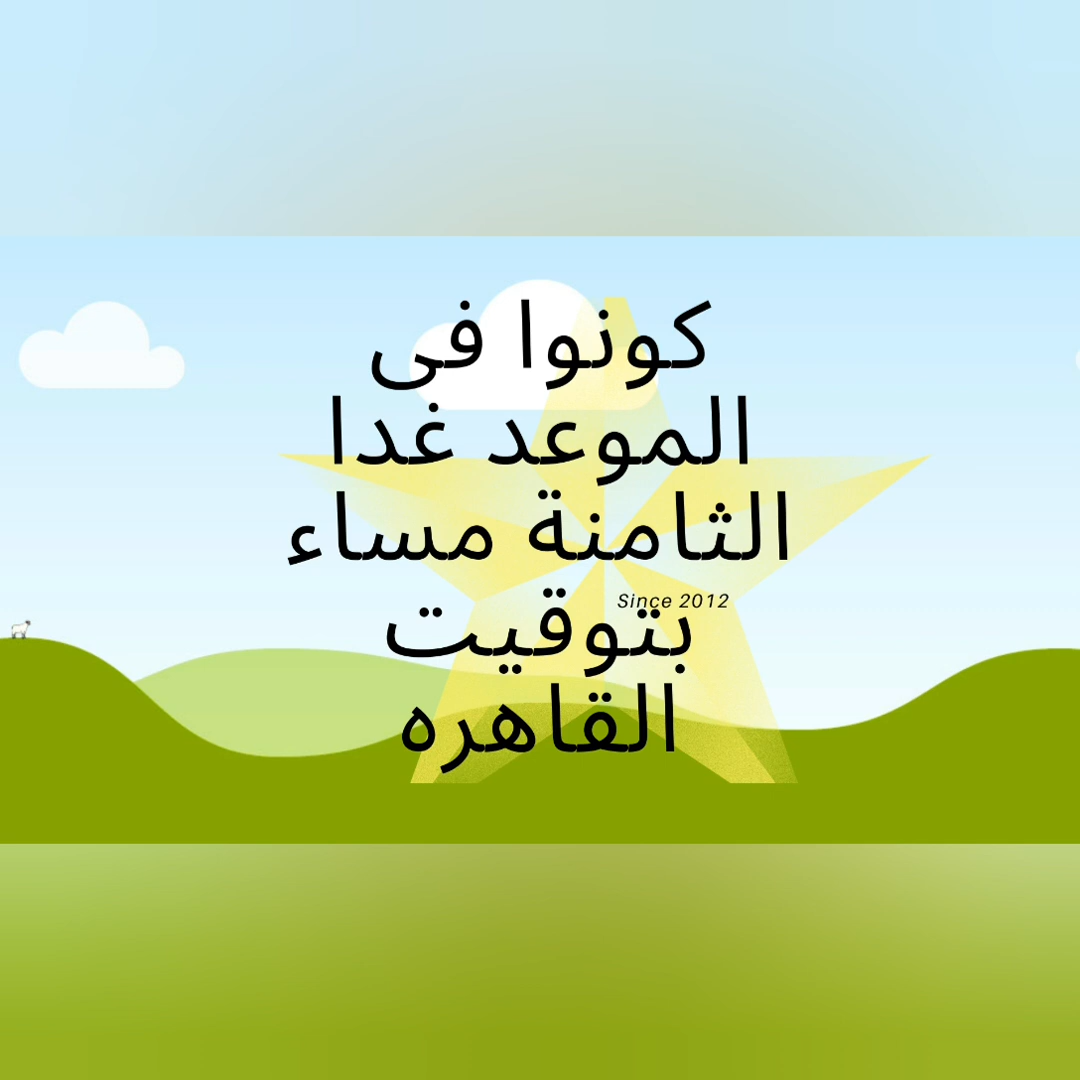 كونوا فى
الموعد غدا
الثامنة مساء
Since 2012
بتوقيت
القاهره